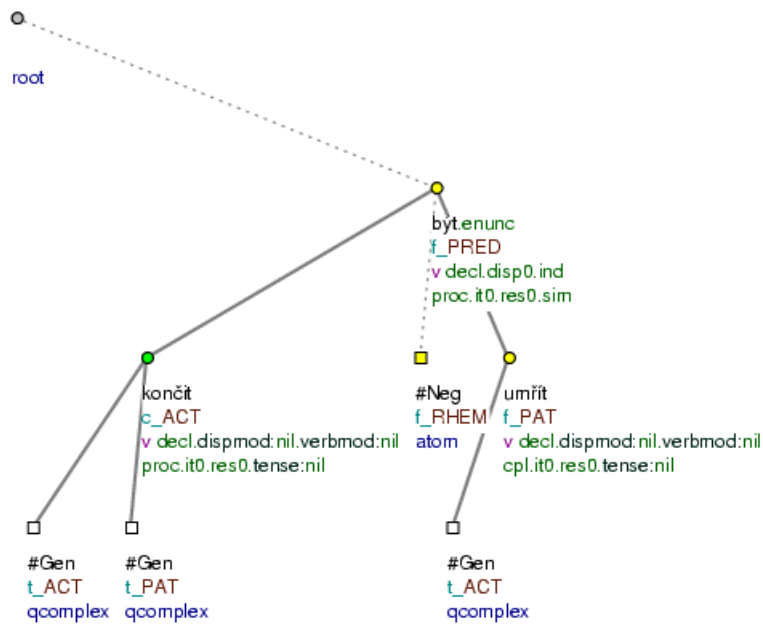 root
být.enunc
f_PRED
v decl.disp0.ind
proc.it0.res0.sim
končit
c_ACT
v decl.dispmod:nil.verbmod:nil
proc.it0.res0.tense:nil
#Neg
f_RHEM
atom
umřít
f_PAT
v decl.dispmod:nil.verbmod:nil
cpl.it0.res0.tense:nil
#Gen
t_ACT
qcomplex
#Gen
t_PAT
qcomplex
#Gen
t_ACT
qcomplex